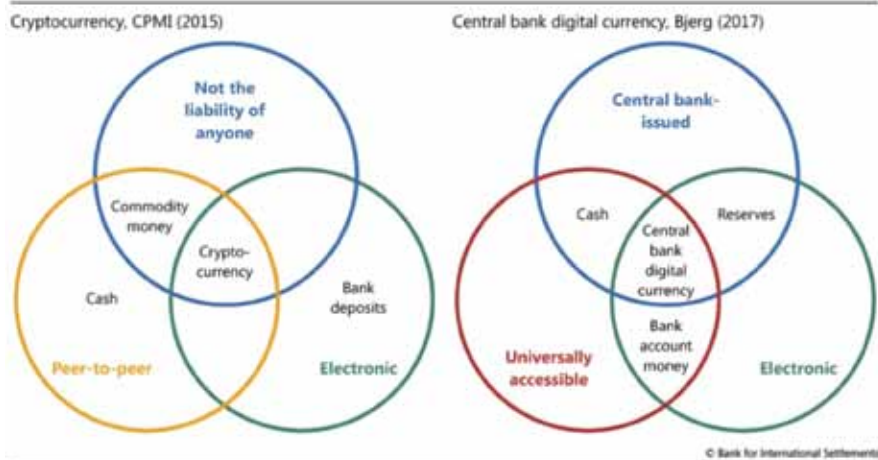 Cryptocurrency, CPMI (2015)
Not the
liability of
anyone
Commodity
money
Crypto-
currency
Cash
Bank
deposits
Peer-to-peer
Electronic
Central bank digital currency, Bjerg (2017)
Central bank-
issued
Cash
Reserves
Central
bank
digital
currency
Bank
account
money
Universally
accessible
Electronic
© Bank for International Settlements